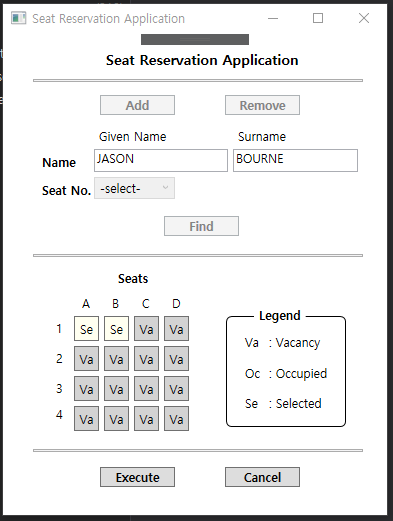 Seat Reservation Application
Seat Reservation Application
Add Remove
Given Name Surname
Name JASON BOURNE
Seat No. -select-
Find
Seats
A B C D
1 Se Se Va Va
2 Va Va Va Va
3 Va Va Va Va
4 Va Va Va Va
Legend
Va : Vacancy
Oc : Occupied
Se : Selected
Execute Cancel